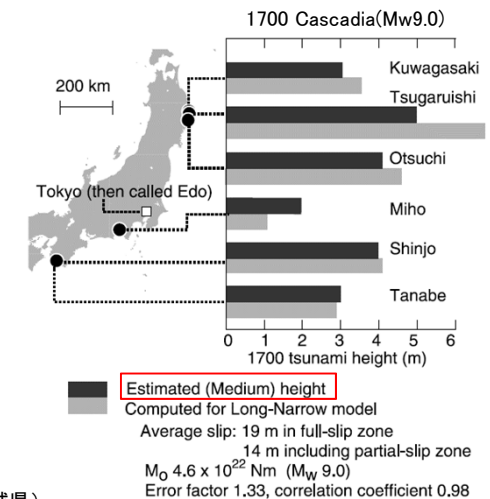 1700 Cascadia(Mw9.0)
200 km
Kuwagasaki
Tsugaruishi
Otsuchi
Tokyo (then called Edo)
Miho
Shinjo
Tanabe
0 1 2 3 4 5 6
1700 tsunami height (m)
Estimated (Medium) height
Computed for Long-Narrow model
Average slip: 19 m in full-slip zone
14 m including partial-slip zone
Mo 4.6 x 10²² Nm (Mw 9.0)
Error factor 1.33, correlation coefficient 0.98
県）